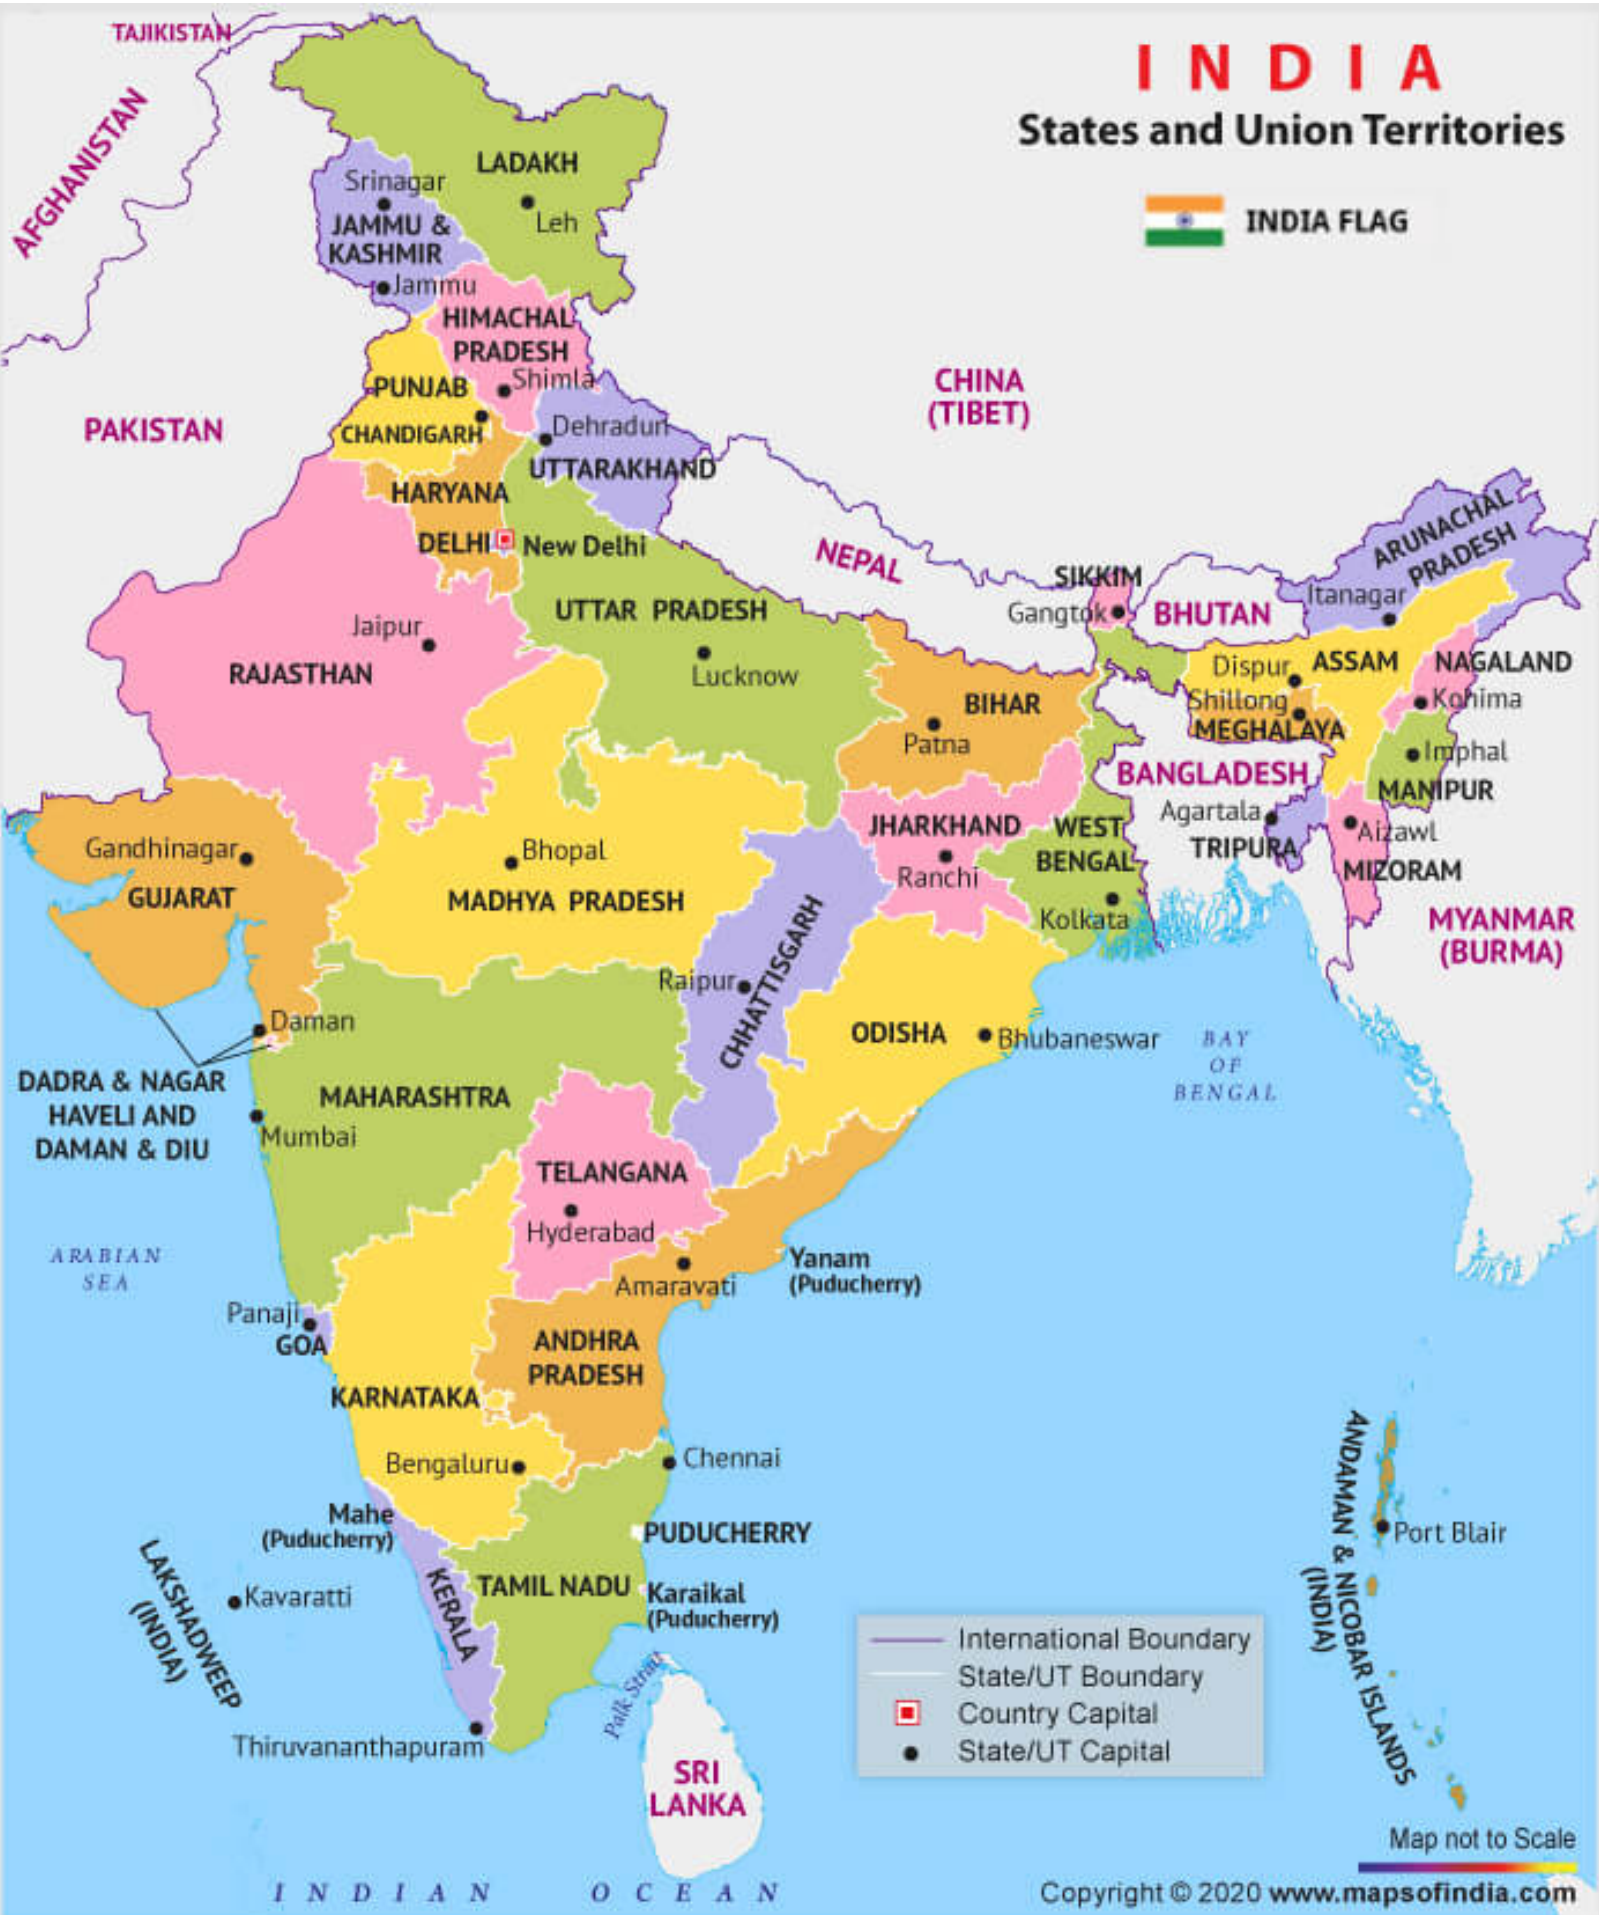 TAJIKISTAN
I N D I A
States and Union Territories
INDIA FLAG
AFGHANISTAN
LADAKH
Leh
Srinagar
JAMMU &
KASHMIR
Jammu
HIMACHAL
PRADESH
Shimla
PUNJAB
CHANDIGARH
PAKISTAN
CHINA
(TIBET)
Dehradun
UTTARAKHAND
HARYANA
DELHI
New Delhi
NEPAL
SIKKIM
Gangtok
BHUTAN
ARUNACHAL
PRADESH
Itanagar
UTTAR PRADESH
Lucknow
Jaipur
RAJASTHAN
BIHAR
Patna
Dispur
ASSAM
NAGALAND
Kohima
Shillong
MEGHALAYA
Imphal
MANIPUR
BANGLADESH
Agartala
TRIPURA
Aizawl
MIZORAM
MYANMAR
(BURMA)
JHARKHAND
Ranchi
WEST
BENGAL
Kolkata
Gandhinagar
GUJARAT
Bhopal
MADHYA PRADESH
CHHATTISGARH
Raipur
ODISHA
Bhubaneswar
BAY
OF
BENGAL
Daman
DADRA & NAGAR
HAVELI AND
DAMAN & DIU
MAHARASHTRA
Mumbai
TELANGANA
Hyderabad
ARABIAN
SEA
Amaravati
Yanam
(Puducherry)
Panaji
GOA
ANDHRA
PRADESH
KARNATAKA
Bengaluru
Chennai
Mahe
(Puducherry)
PUDUCHERRY
LAKSHADWEEP
(INDIA)
Kavaratti
KERALA
TAMIL NADU
Karaikal
(Puducherry)
Thiruvananthapuram
Palk Strait
SRI
LANKA
ANDAMAN & NICOBAR ISLANDS
(INDIA)
Port Blair
International Boundary
State/UT Boundary
Country Capital
State/UT Capital
Map not to Scale
I N D I A N O C E A N
Copyright © 2020 www.mapsofindia.com